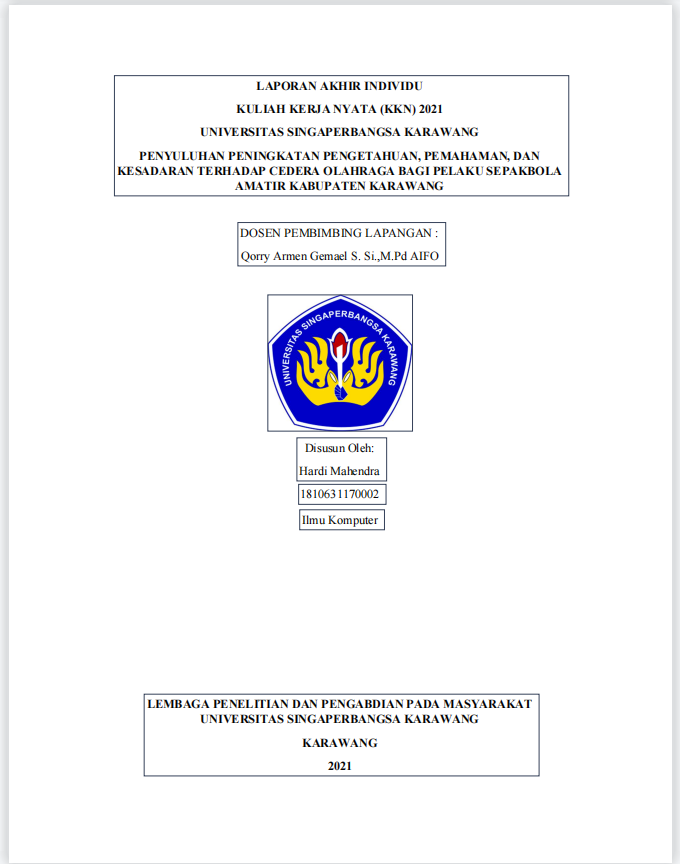 LAPORAN AKHIR INDIVIDU
KULIAH KERJA NYATA (KKN) 2021
UNIVERSITAS SINGAPERBANGSA KARAWANG
PENYULUHAN PENINGKATAN PENGETAHUAN, PEMAHAMAN, DAN
KESADARAN TERHADAP CEDERA OLAHRAGA BAGI PELAKU SEPAKBOLA
AMATIR KABUPATEN KARAWANG
DOSEN PEMBIMBING LAPANGAN :
Qorry Armen Gemael S. Si.,M.Pd AIFO
UNIVERSITAS SINGAPERBANGSA KARAWANG
Disusun Oleh:
Hardi Mahendra
1810631170002
Ilmu Komputer
LEMBAGA PENELITIAN DAN PENGABDIAN PADA MASYARAKAT
UNIVERSITAS SINGAPERBANGSA KARAWANG
KARAWANG
2021